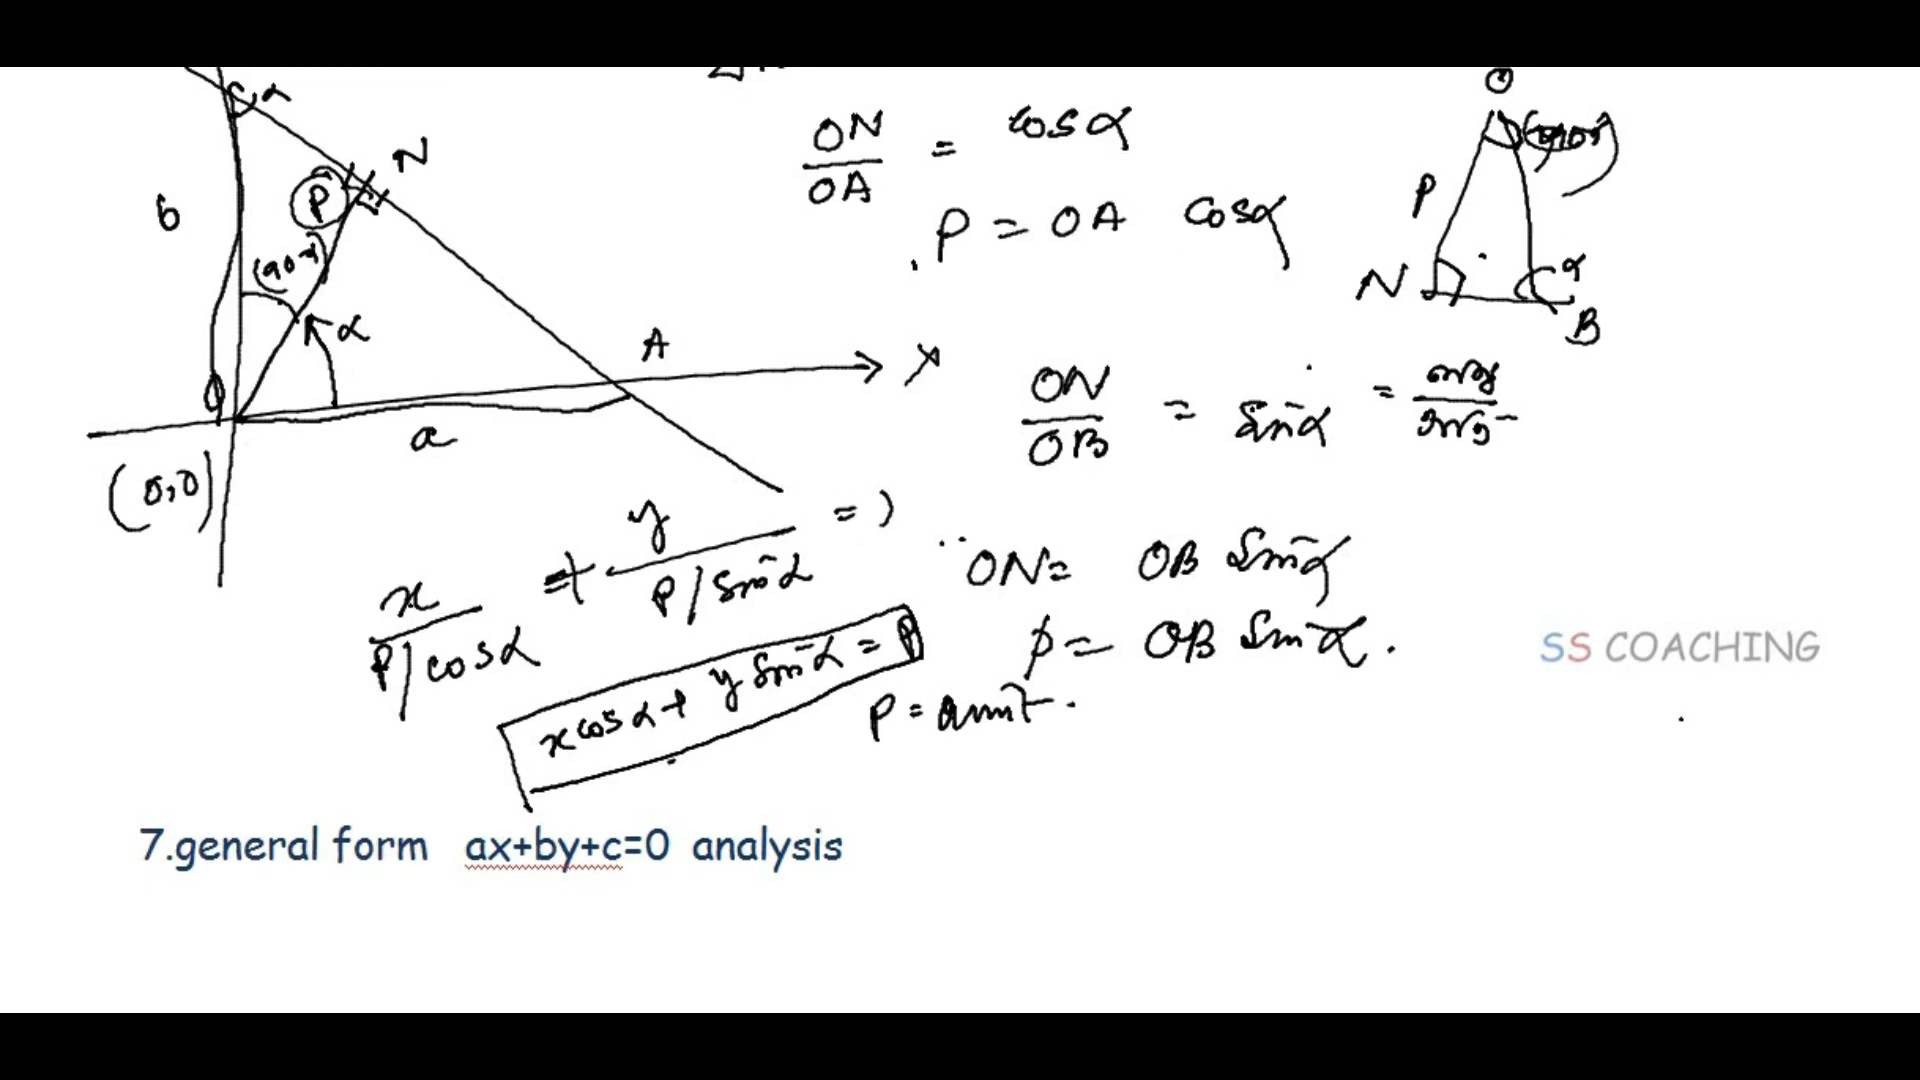 α
N
P
b
(90-α)
α
A
X
O
a
(0,0)
ON/OA = cosα
P = OA cosα
O
P
N
α
B
ON/OB = sinα =
∴ ON = OB sinα
p = OB sinα.
x/P/cosα + y/P/sinα = 1
x cosα + y sinα = P
P =
SS COACHING
7.general form ax+by+c=0 analysis